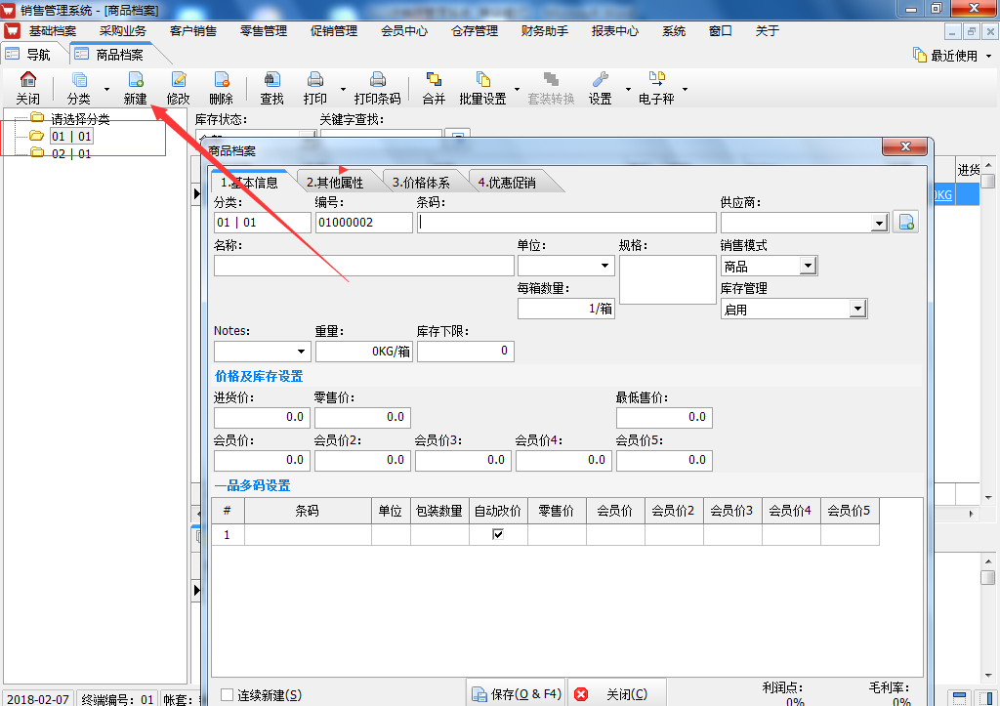 销售管理系统 - [商品档案]
基础档案 采购业务 客户销售 零售管理 促销管理 会员中心 仓存管理 财务助手 报表中心 系统 窗口 关于
导航 商品档案 最近使用
关闭 分类 新建 修改 删除 查找 打印 打印条码 合并 批量设置 套装转换 设置 电子秤
请选择分类
01 | 01
02 | 01
库存状态: 关键字查找:
进货
0KG
商品档案
1.基本信息 2.其他属性 3.价格体系 4.优惠促销
分类: 编号: 条码: 供应商:
01 | 01 01000002
名称: 单位: 规格: 销售模式
商品
每箱数量: 库存管理
1/箱 启用
Notes: 重量: 库存下限:
0KG/箱 0
价格及库存设置
进货价: 零售价: 最低售价:
0.0 0.0 0.0
会员价: 会员价2: 会员价3: 会员价4: 会员价5:
0.0 0.0 0.0 0.0 0.0
一品多码设置
# 条码 单位 包装数量 自动改价 零售价 会员价 会员价2 会员价3 会员价4 会员价5
1
连续新建(S) 保存(O & F4) 关闭(C) 利润点: 毛利率:
0% 0%
2018-02-07 终端编号: 01 帐套: